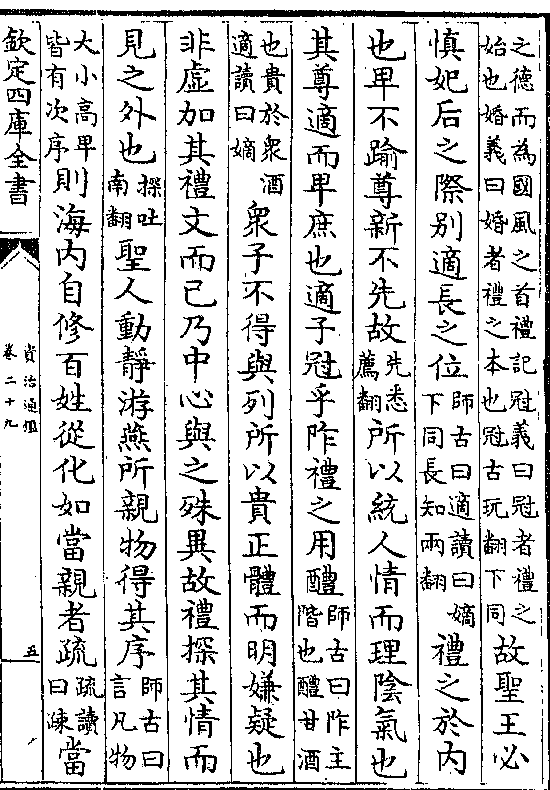 之德而為國風之首禮記冠義曰冠者禮之
始也婚義曰婚者禮之本也冠古玩翻下同
故聖王必
慎妃后之際別適長之位
師古曰適讀曰嫡
下同長知兩翻
禮之於内
也卑不踰尊新不先故
先悉
薦翻
所以統人情而理陰氣也
其尊適而卑庶也適子冠乎阼禮之用醴
師古曰阼主
階也醴甘酒
也貴於衆酒
適讀曰嫡
衆子不得與列所以貴正體而明嫌疑也
非虛加其禮文而已乃中心與之殊異故禮探其情而
見之外也
探吐
南翻
聖人動靜游燕所親物得其序
師古曰
言凡物
大小高卑
皆有次序
則海内自修百姓從化如當親者疏
疏讀
曰踈
當
欽定四庫全書
資治通鑑
卷二十九
五